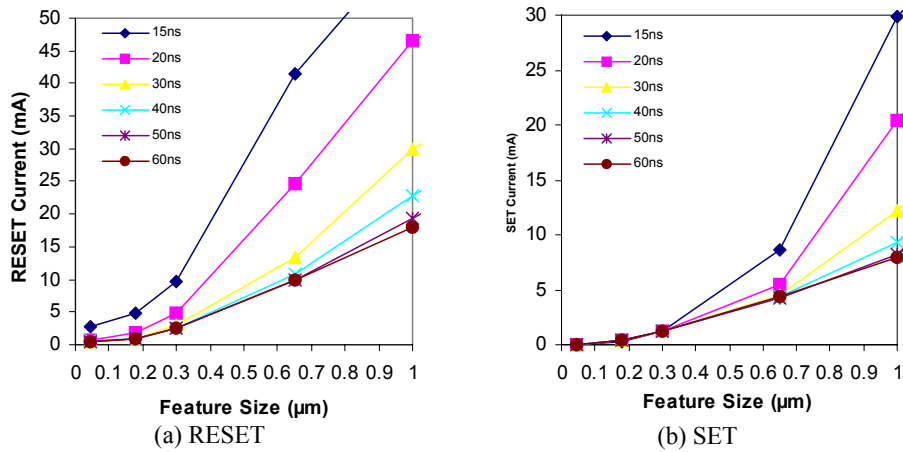 50
45
40
35
30
25
20
15
10
5
0
RESET Current (mA)
15ns
20ns
30ns
40ns
50ns
60ns
0 0.1 0.2 0.3 0.4 0.5 0.6 0.7 0.8 0.9 1
Feature Size (µm)
(a) RESET
30
25
20
15
10
5
0
SET Current (mA)
15ns
20ns
30ns
40ns
50ns
60ns
0 0.1 0.2 0.3 0.4 0.5 0.6 0.7 0.8 0.9 1
Feature Size (µm)
(b) SET